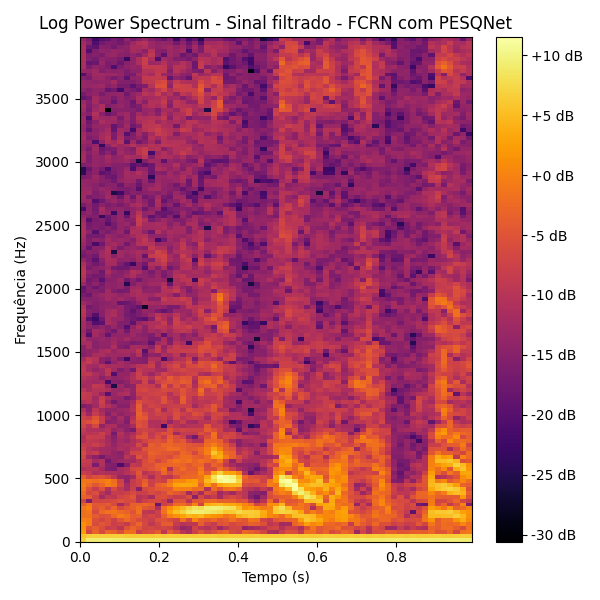 Log Power Spectrum - Sinal filtrado - FCRN com PESQNet
Frequência (Hz)
3500
3000
2500
2000
1500
1000
500
0
0.0 0.2 0.4 0.6 0.8
Tempo (s)
+10 dB
+5 dB
+0 dB
-5 dB
-10 dB
-15 dB
-20 dB
-25 dB
-30 dB